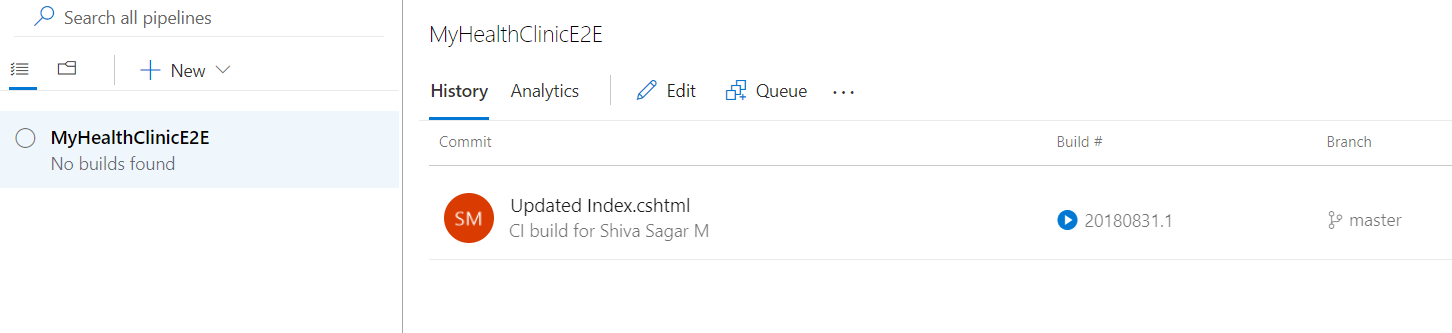 Search all pipelines
New
MyHealthClinicE2E
No builds found
MyHealthClinicE2E
History Analytics Edit Queue ...
Commit Build # Branch
SM
Updated Index.cshtml
CI build for Shiva Sagar M
20180831.1
master